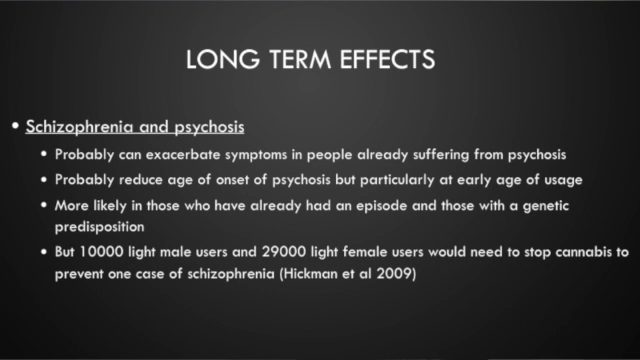 LONG TERM EFFECTS
• Schizophrenia and psychosis
• Probably can exacerbate symptoms in people already suffering from psychosis
• Probably reduce age of onset of psychosis but particularly at early age of usage
• More likely in those who have already had an episode and those with a genetic
predisposition
• But 10000 light male users and 29000 light female users would need to stop cannabis to
prevent one case of schizophrenia (Hickman et al 2009)